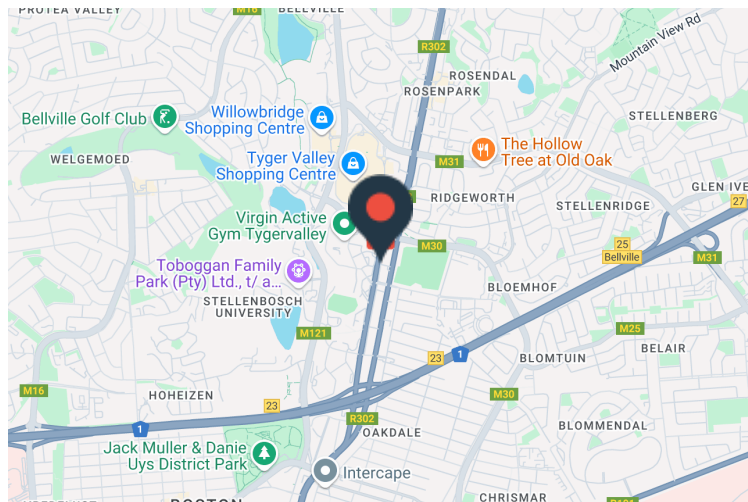 PROTEA VALLEY
M16
BELLVILLE
R302
Mountain View Rd
ROSENDAL
ROSENPARK
Bellville Golf Club
Willowbridge
Shopping Centre
STELLENBERG
WELGEMOED
Tyger Valley
Shopping Centre
M31
The Hollow
Tree at Old Oak
GLEN IVE
RIDGEWORTH
STELLENRIDGE
27
Virgin Active
Gym Tygervalley
M30
25
Bellville
M31
Toboggan Family
Park (Pty) Ltd., t/ a...
STELLENBOSCH
UNIVERSITY
BLOEMHOF
M121
M25
BELAIR
23
1
BLOMTUIN
M16
HOHEIZEN
M30
23
R302
1
OAKDALE
BLOMMENDAL
Jack Muller & Danie
Uys District Park
Intercape
BOSTON
CHRISMAR